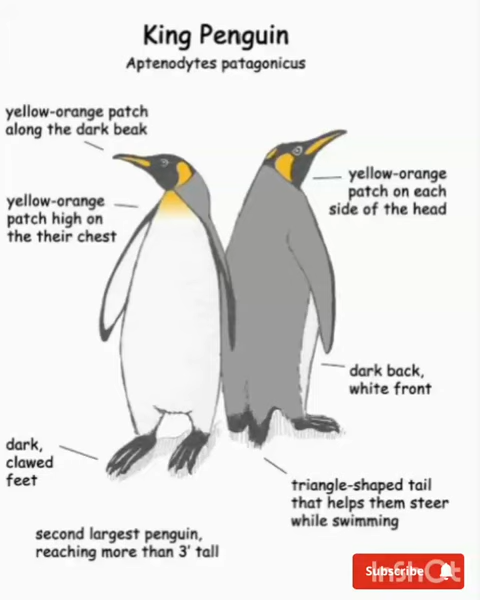 King Penguin
Aptenodytes patagonicus
yellow-orange patch
along the dark beak
yellow-orange
patch high on
the their chest
yellow-orange
patch on each
side of the head
dark back,
white front
dark,
clawed
feet
triangle-shaped tail
that helps them steer
while swimming
second largest penguin,
reaching more than 3' tall
Subscribe
InShOt